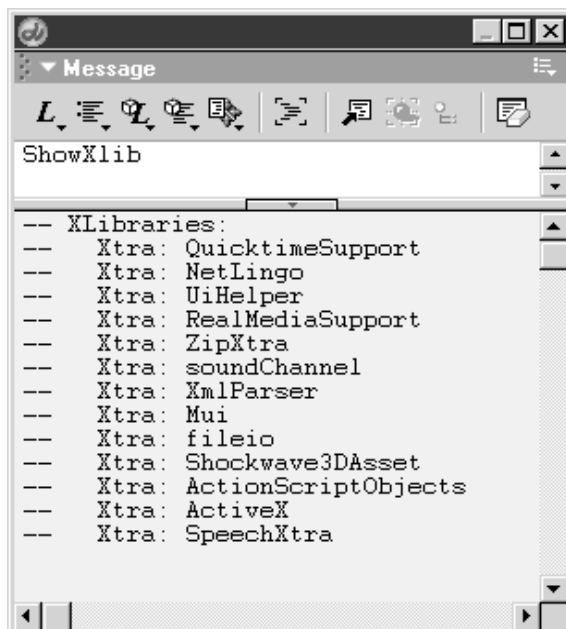 Message
ShowXlib
-- XLibraries:
-- Xtra: QuicktimeSupport
-- Xtra: NetLingo
-- Xtra: UiHelper
-- Xtra: RealMediaSupport
-- Xtra: ZipXtra
-- Xtra: soundChannel
-- Xtra: XmlParser
-- Xtra: Mui
-- Xtra: fileio
-- Xtra: Shockwave3DAsset
-- Xtra: ActionScriptObjects
-- Xtra: ActiveX
-- Xtra: SpeechXtra